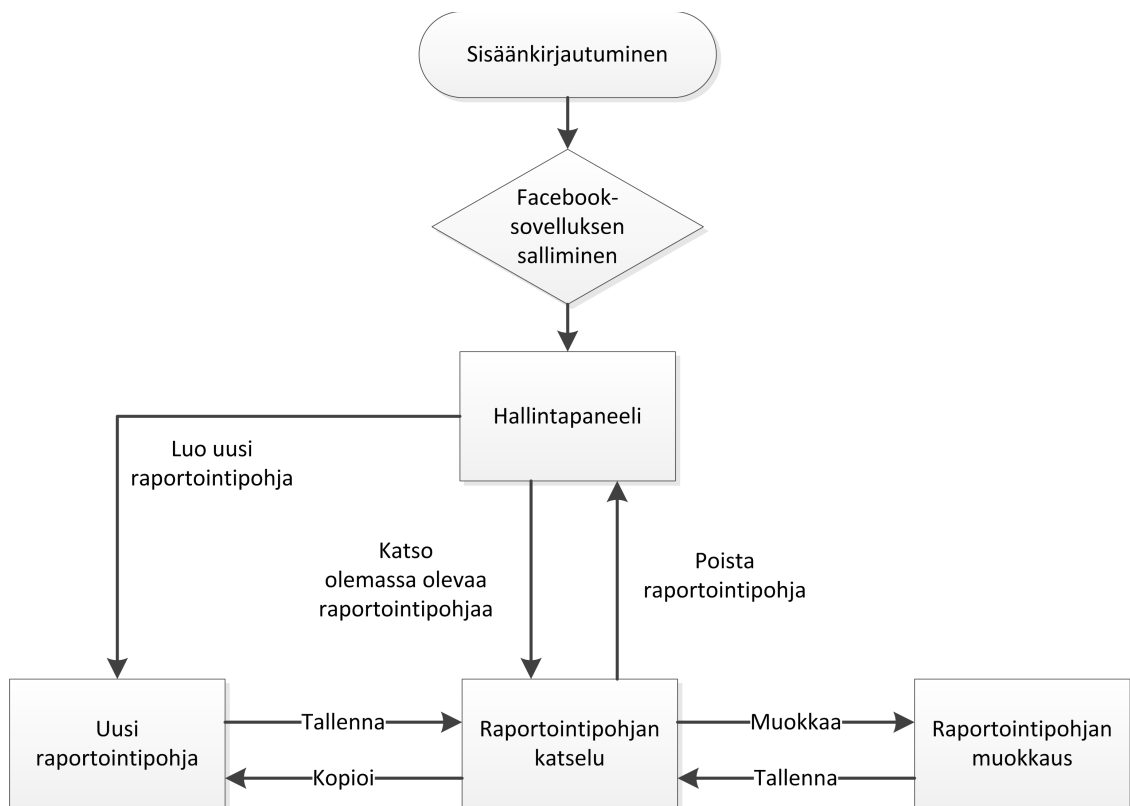 Sisäänkirjautuminen
Facebook-
sovelluksen
salliminen
Hallintapaneeli
Luo uusi
raportointipohja
Katso
olemassa olevaa
raportointipohjaa
Poista
raportointipohja
Uusi
raportointipohja
Tallenna
Kopioi
Raportointipohjan
katselu
Muokkaa
Tallenna
Raportointipohjan
muokkaus